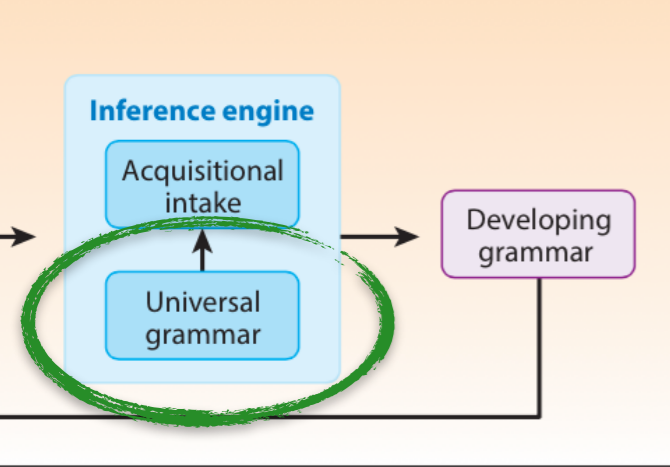 Inference engine
Acquisitional
intake
Universal
grammar
Developing
grammar